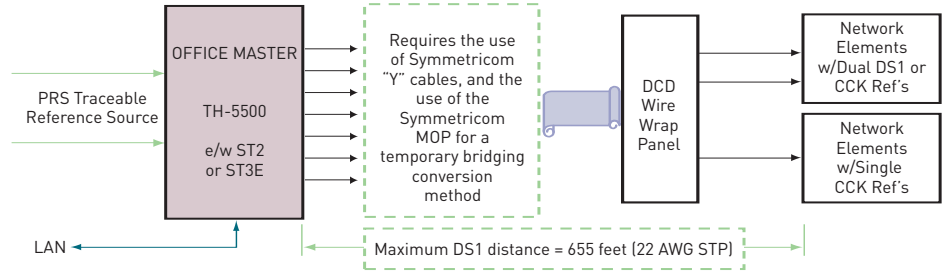 PRS Traceable
Reference Source
OFFICE MASTER
TH-5500
e/w ST2
or ST3E
LAN
Requires the use
of Symmetricom
"Y" cables, and the
use of the
Symmetricom
MOP for a
temporary bridging
conversion
method
DCD
Wire
Wrap
Panel
Network
Elements
w/Dual DS1 or
CCK Ref's
Network
Elements
w/Single
CCK Ref's
Maximum DS1 distance = 655 feet (22 AWG STP)